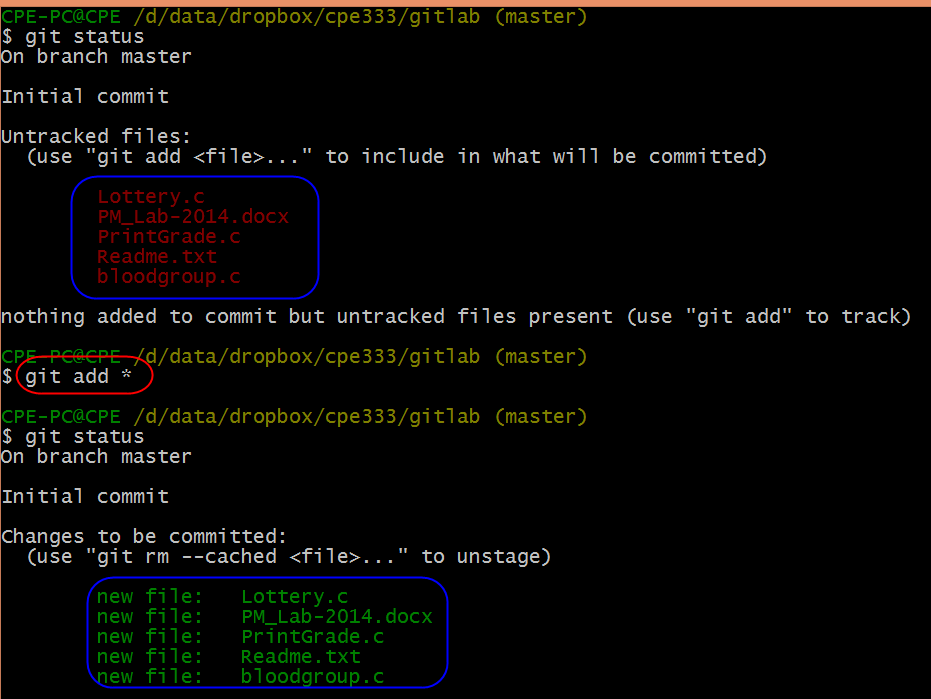 CPE-PC@CPE /d/data/dropbox/cpe333/gitlab (master)
$ git status
On branch master
Initial commit
Untracked files:
(use "git add <file>..." to include in what will be committed)
Lottery.c
PM_Lab-2014.docx
PrintGrade.c
Readme.txt
bloodgroup.c
nothing added to commit but untracked files present (use "git add" to track)
CPE-PC@CPE /d/data/dropbox/cpe333/gitlab (master)
$ git add *
CPE-PC@CPE /d/data/dropbox/cpe333/gitlab (master)
$ git status
On branch master
Initial commit
Changes to be committed:
(use "git rm --cached <file>..." to unstage)
new file:   Lottery.c
new file:   PM_Lab-2014.docx
new file:   PrintGrade.c
new file:   Readme.txt
new file:   bloodgroup.c